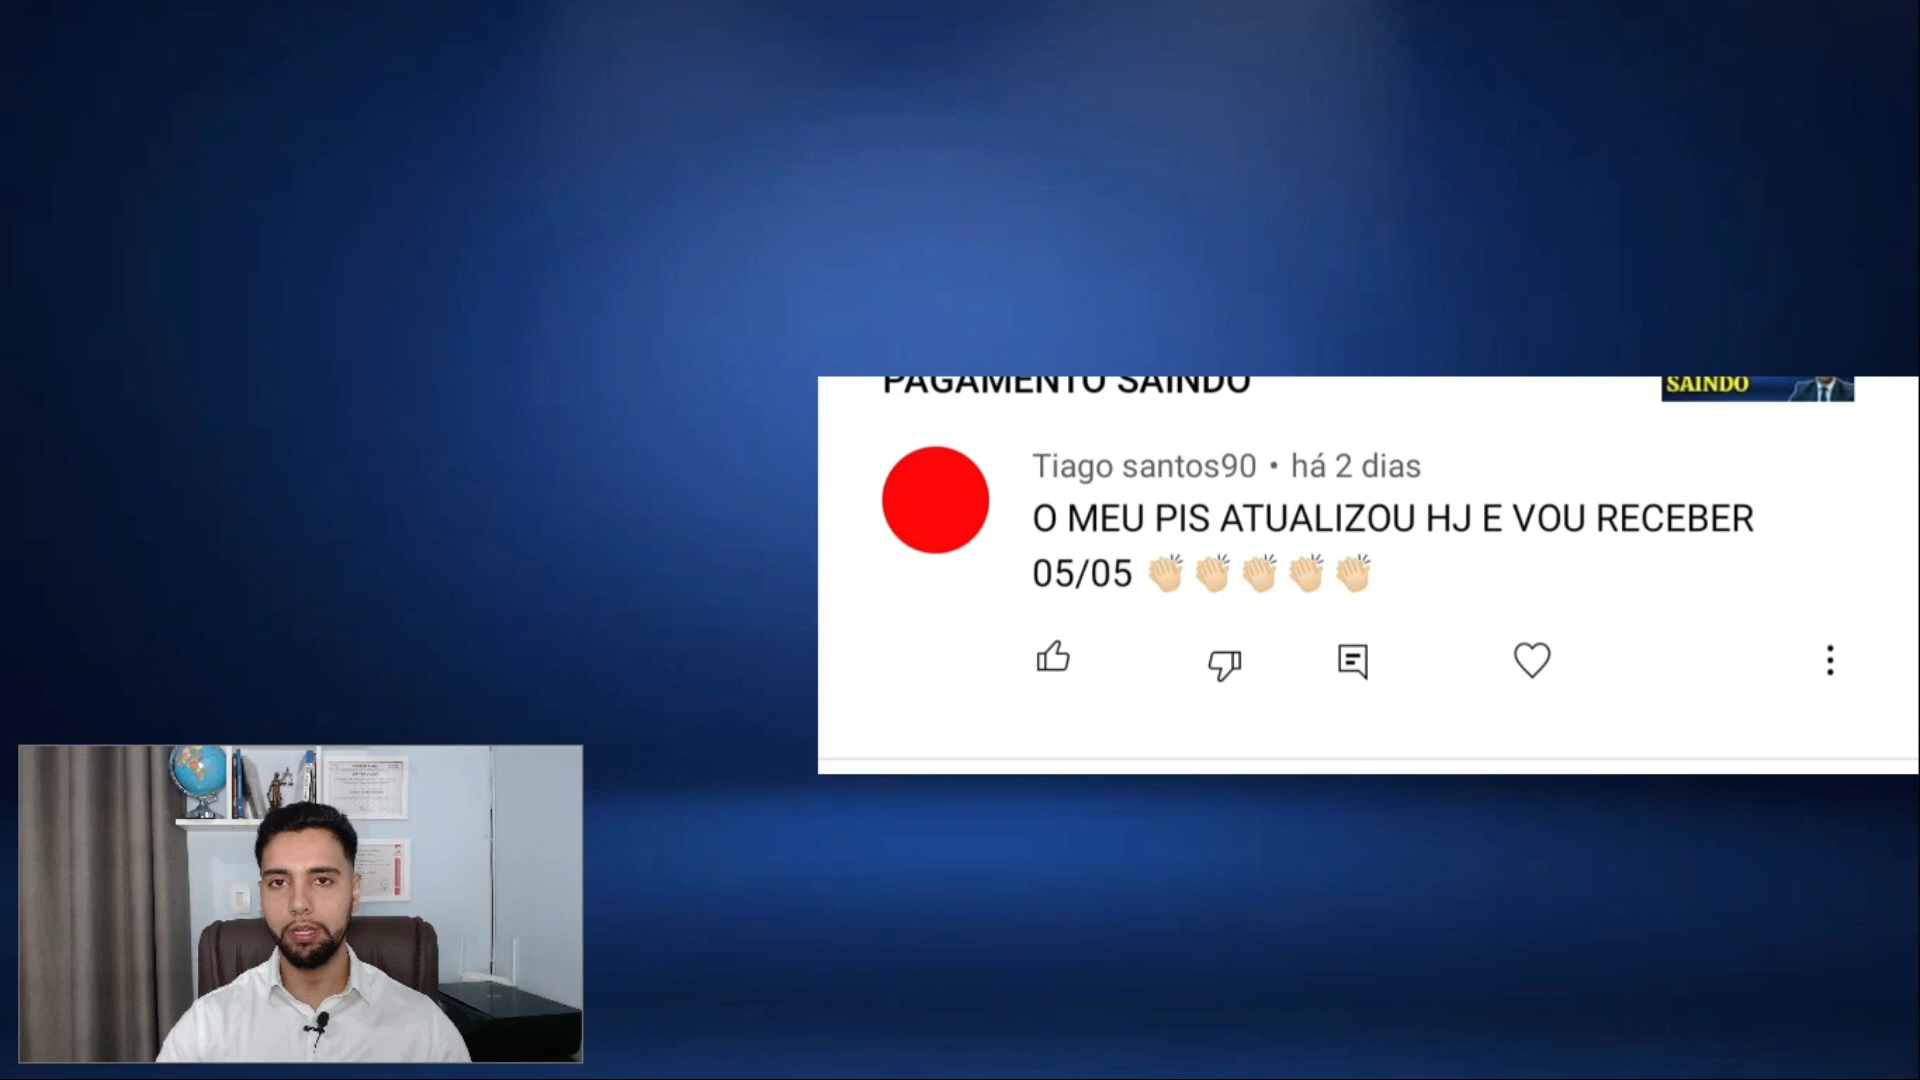 PAGAMENTO SAINDO
SAINDO
Tiago santos90 • há 2 dias
O MEU PIS ATUALIZOU HJ E VOU RECEBER
05/05 👏🏻👏🏻👏🏻👏🏻👏🏻